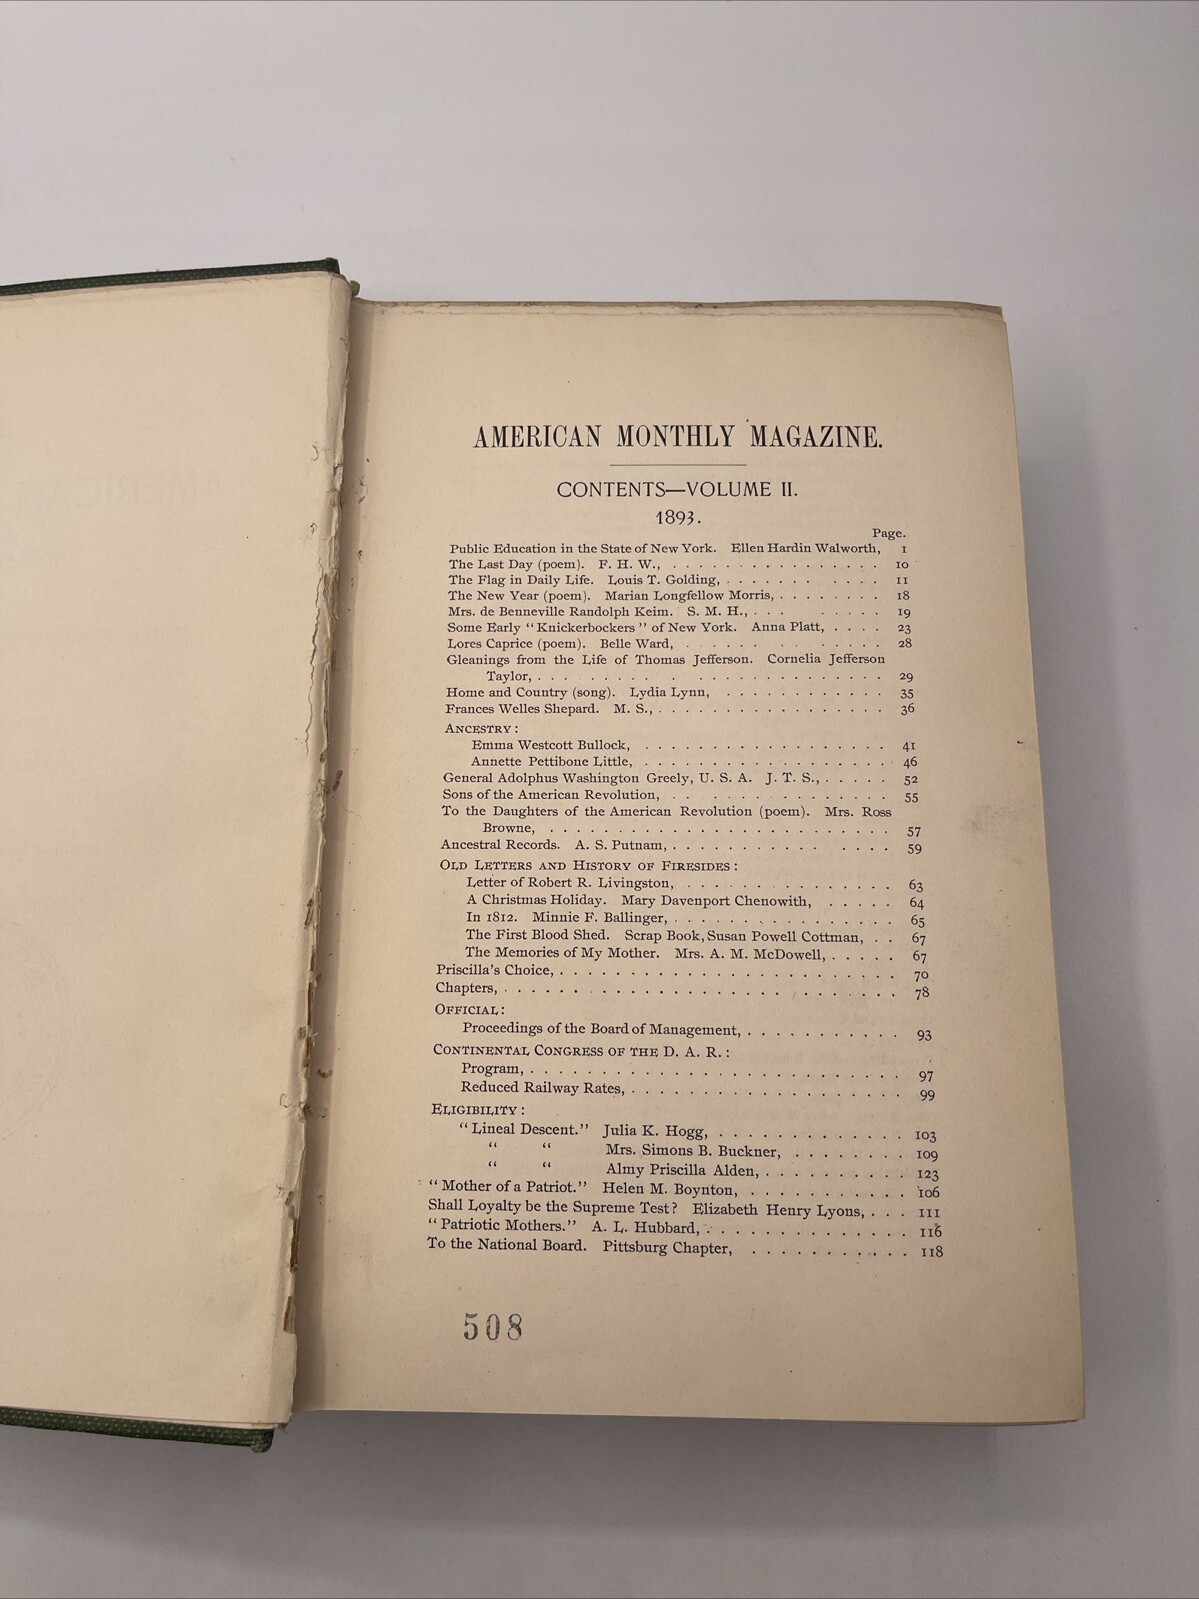 AMERICAN MONTHLY MAGAZINE.
CONTENTS—VOLUME II.
1893.
Page.
Public Education in the State of New York. Ellen Hardin Walworth, 1
The Last Day (poem). F. H. W., . . . . . . . . . . . . . . . . 10
The Flag in Daily Life. Louis T. Golding, . . . . . . . . . . . 11
The New Year (poem). Marian Longfellow Morris, . . . . . . . . 18
Mrs. de Benneville Randolph Keim. S. M. H., . . . . . . . . 19
Some Early "Knickerbockers" of New York. Anna Platt, . . . . 23
Lores Caprice (poem). Belle Ward, . . . . . . . . . . . . . . 28
Gleanings from the Life of Thomas Jefferson. Cornelia Jefferson
Taylor, . . . . . . . . . . . . . . . . . . . . . . 29
Home and Country (song). Lydia Lynn, . . . . . . . . . . . . 35
Frances Welles Shepard. M. S., . . . . . . . . . . . . . . . . . 36
ANCESTRY:
Emma Westcott Bullock, . . . . . . . . . . . . . . . . . . . 41
Annette Pettibone Little, . . . . . . . . . . . . . . . . . . . 46
General Adolphus Washington Greely, U. S. A. J. T. S., . . . . . 52
Sons of the American Revolution, . . . . . . . . . . . . . . . . 55
To the Daughters of the American Revolution (poem). Mrs. Ross
Browne, . . . . . . . . . . . . . . . . . . . . . . . . . 57
Ancestral Records. A. S. Putnam, . . . . . . . . . . . . . . . 59
OLD LETTERS AND HISTORY OF FIRESIDES:
Letter of Robert R. Livingston, . . . . . . . . . . . . . . . 63
A Christmas Holiday. Mary Davenport Chenowith, . . . . . 64
In 1812. Minnie F. Ballinger, . . . . . . . . . . . . . . . . 65
The First Blood Shed. Scrap Book, Susan Powell Cottman, . . 67
The Memories of My Mother. Mrs. A. M. McDowell, . . . . . 67
Priscilla's Choice, . . . . . . . . . . . . . . . . . . . . . . . . . 70
Chapters, . . . . . . . . . . . . . . . . . . . . . . . . . . . . 78
OFFICIAL:
Proceedings of the Board of Management, . . . . . . . . . . . 93
CONTINENTAL CONGRESS OF THE D. A. R.:
Program, . . . . . . . . . . . . . . . . . . . . . . . . . . . 97
Reduced Railway Rates, . . . . . . . . . . . . . . . . . . . 99
ELIGIBILITY:
"Lineal Descent." Julia K. Hogg, . . . . . . . . . . . . 103
" " Mrs. Simons B. Buckner, . . . . . . . . 109
" " Almy Priscilla Alden, . . . . . . . . . . 123
"Mother of a Patriot." Helen M. Boynton, . . . . . . . . . . . 106
Shall Loyalty be the Supreme Test? Elizabeth Henry Lyons, . . . 111
"Patriotic Mothers." A. L. Hubbard, . . . . . . . . . . . . . . 116
To the National Board. Pittsburg Chapter, . . . . . . . . . . . 118
508